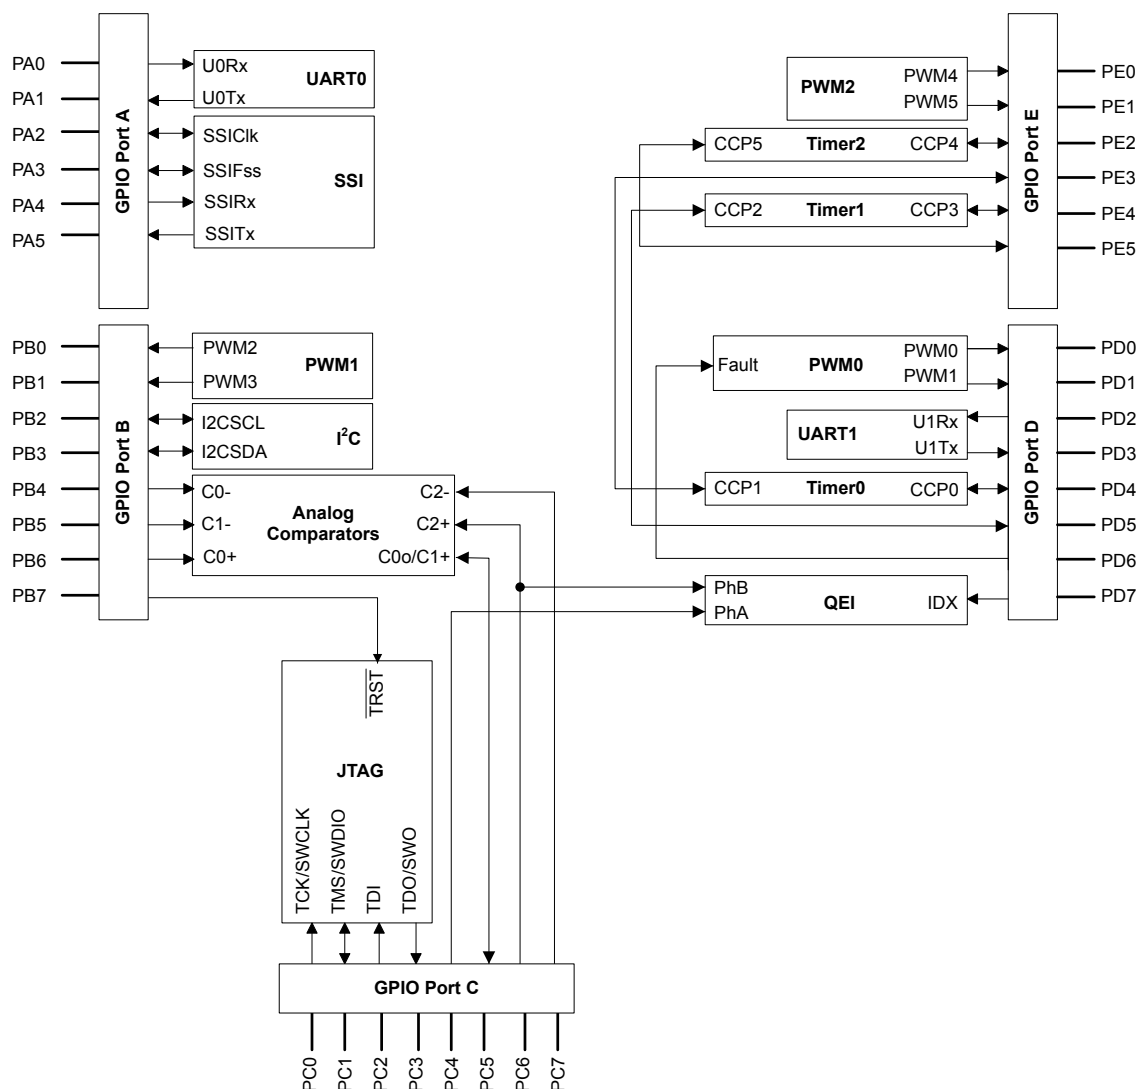 PA0
PA1
PA2
PA3
PA4
PA5
GPIO Port A
U0Rx
U0Tx
UART0
SSIClk
SSIFss
SSIRx
SSITx
SSI
PB0
PB1
PB2
PB3
PB4
PB5
PB6
PB7
GPIO Port B
PWM2
PWM3
PWM1
I2CSCL
I2CSDA
I²C
C0-
C1-
C0+
Analog
Comparators
C2-
C2+
C0o/C1+
TRST
JTAG
TCK/SWCLK
TMS/SWDIO
TDI
TDO/SWO
GPIO Port C
PC0
PC1
PC2
PC3
PC4
PC5
PC6
PC7
PWM2
PWM4
PWM5
CCP5
Timer2
CCP4
CCP2
Timer1
CCP3
GPIO Port E
PE0
PE1
PE2
PE3
PE4
PE5
Fault
PWM0
PWM0
PWM1
UART1
U1Rx
U1Tx
CCP1
Timer0
CCP0
PhB
PhA
QEI
IDX
GPIO Port D
PD0
PD1
PD2
PD3
PD4
PD5
PD6
PD7